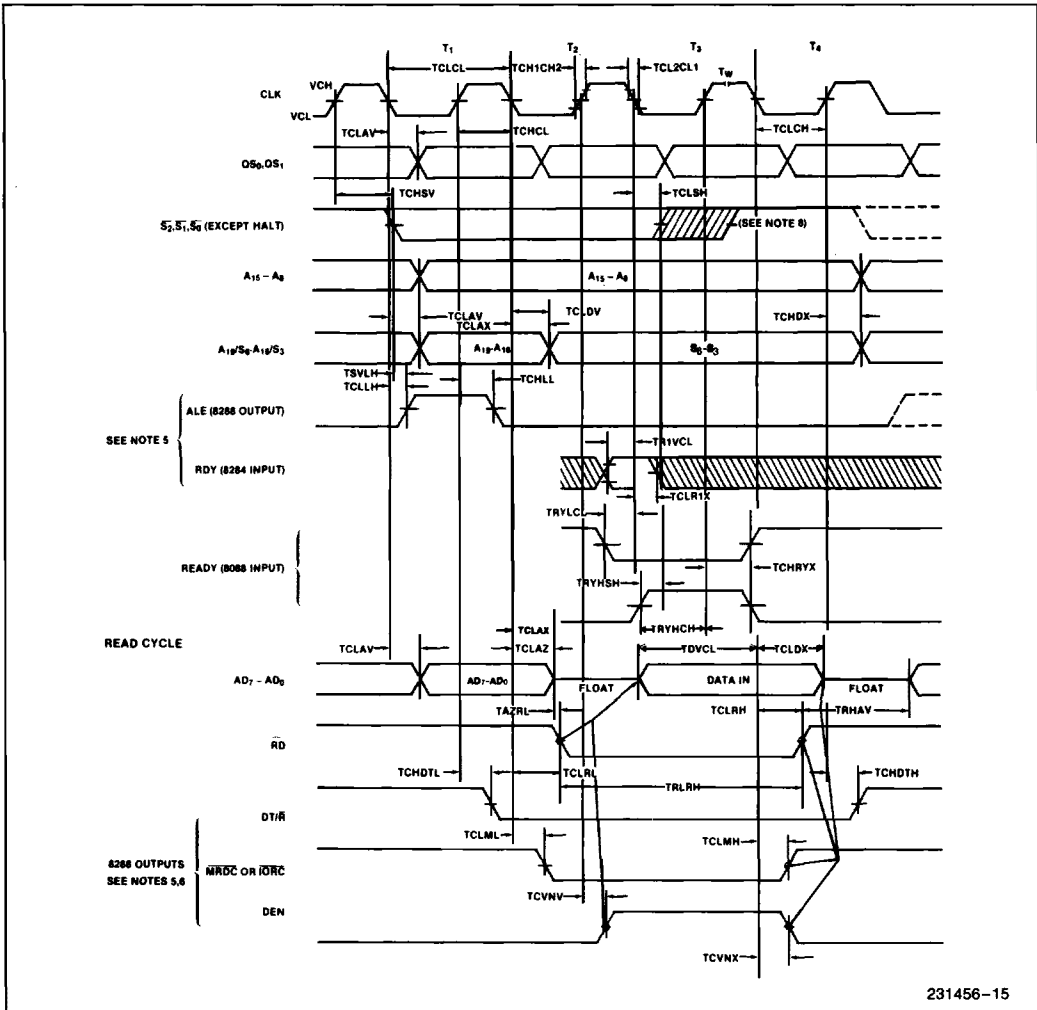 T1 T2 T3 T4
TCLCL TCH1CH2 TCL2CL1
TW
CLK VCH
VCL
TCLCH
TCLAV TCHCL
QS0,QS1
TCHSV TCLSH
S2,S1,S0 (EXCEPT HALT) (SEE NOTE 8)
A15 – A8 A15 – A8
TCLAV TCLDV TCHDX
TCLAX
A19/S6-A16/S3 A19-A16 S6-S3
TSVLH
TCLLH TCHLL
ALE (8288 OUTPUT)
SEE NOTE 5
TR1VCL
RDY (8284 INPUT)
TCLR1X
TRYLCL
READY (8088 INPUT) TCHRYX
TRYHSH
TRYHCH
TCLAX
READ CYCLE
TCLAV TCLAZ TDVCL TCLDX
AD7 – AD0 AD7-AD0 FLOAT DATA IN FLOAT
TAZRL TCLRH TRHAV
RD
TCHDTL TCLRL TRLRH TCHDTH
DT/R
TCLML TCLMH
8288 OUTPUTS
SEE NOTES 5,6
MRDC OR IORC
TCVNV
DEN
TCVNX
231456–15